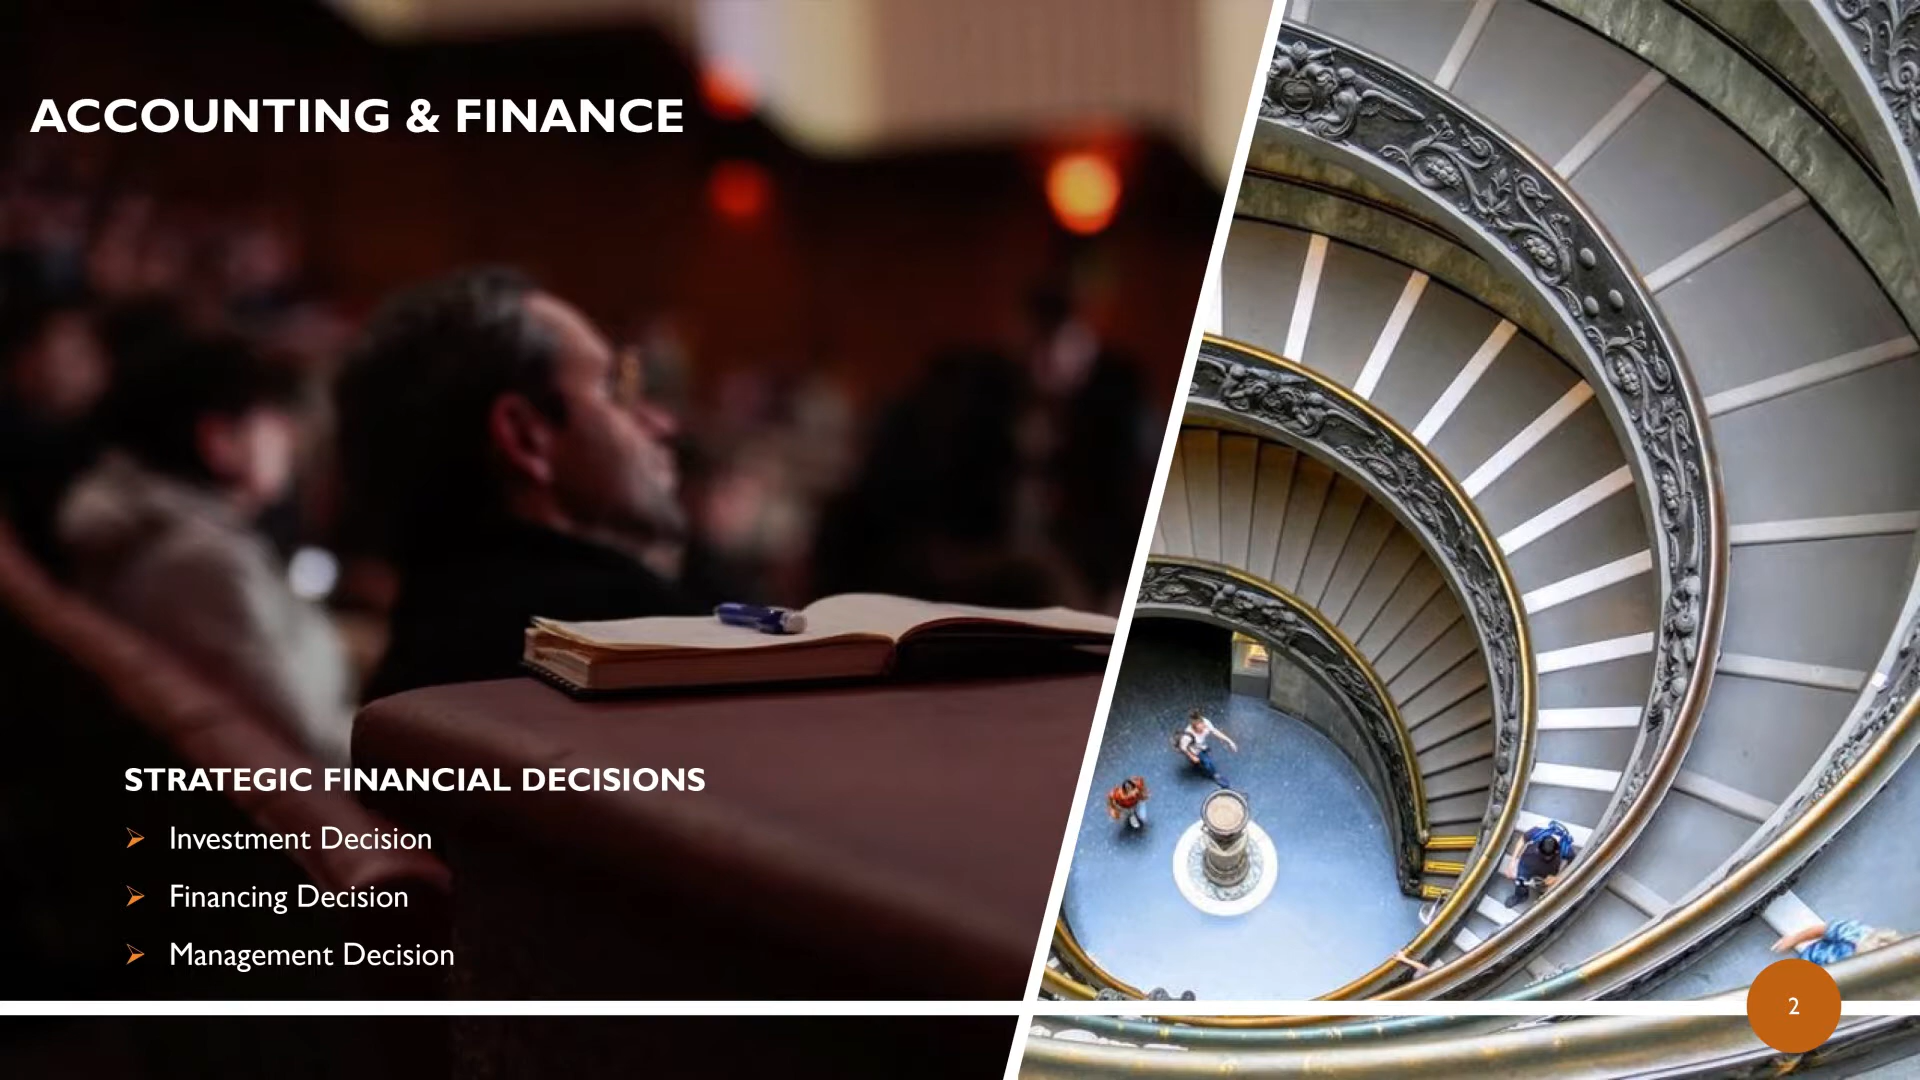 ACCOUNTING & FINANCE
STRATEGIC FINANCIAL DECISIONS
Investment Decision
Financing Decision
Management Decision
2